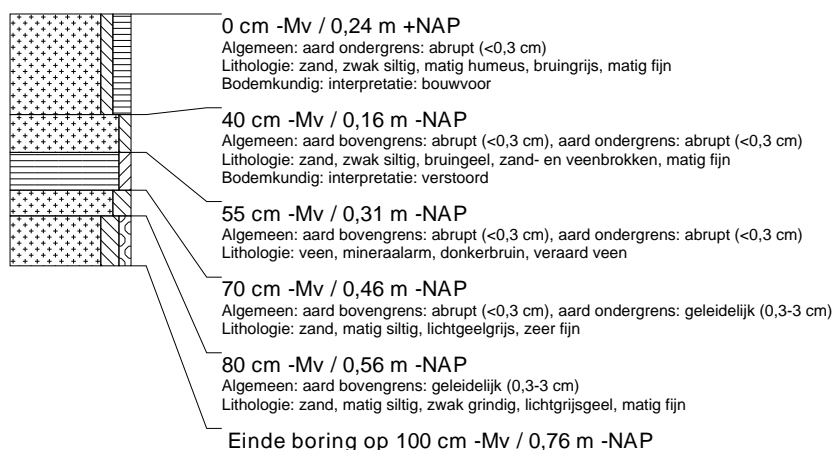 0 cm -Mv / 0,24 m +NAP
Algemeen: aard ondergrens: abrupt (<0,3 cm)
Lithologie: zand, zwak siltig, matig humeus, bruingrijs, matig fijn
Bodemkundig: interpretatie: bouwvoor
40 cm -Mv / 0,16 m -NAP
Algemeen: aard bovengrens: abrupt (<0,3 cm), aard ondergrens: abrupt (<0,3 cm)
Lithologie: zand, zwak siltig, bruingeel, zand- en veenbrokken, matig fijn
Bodemkundig: interpretatie: verstoord
55 cm -Mv / 0,31 m -NAP
Algemeen: aard bovengrens: abrupt (<0,3 cm), aard ondergrens: abrupt (<0,3 cm)
Lithologie: veen, mineraalarm, donkerbruin, veraard veen
70 cm -Mv / 0,46 m -NAP
Algemeen: aard bovengrens: abrupt (<0,3 cm), aard ondergrens: geleidelijk (0,3-3 cm)
Lithologie: zand, matig siltig, lichtgeelgrijs, zeer fijn
80 cm -Mv / 0,56 m -NAP
Algemeen: aard bovengrens: geleidelijk (0,3-3 cm)
Lithologie: zand, matig siltig, zwak grindig, lichtgrijsgeel, matig fijn
Einde boring op 100 cm -Mv / 0,76 m -NAP